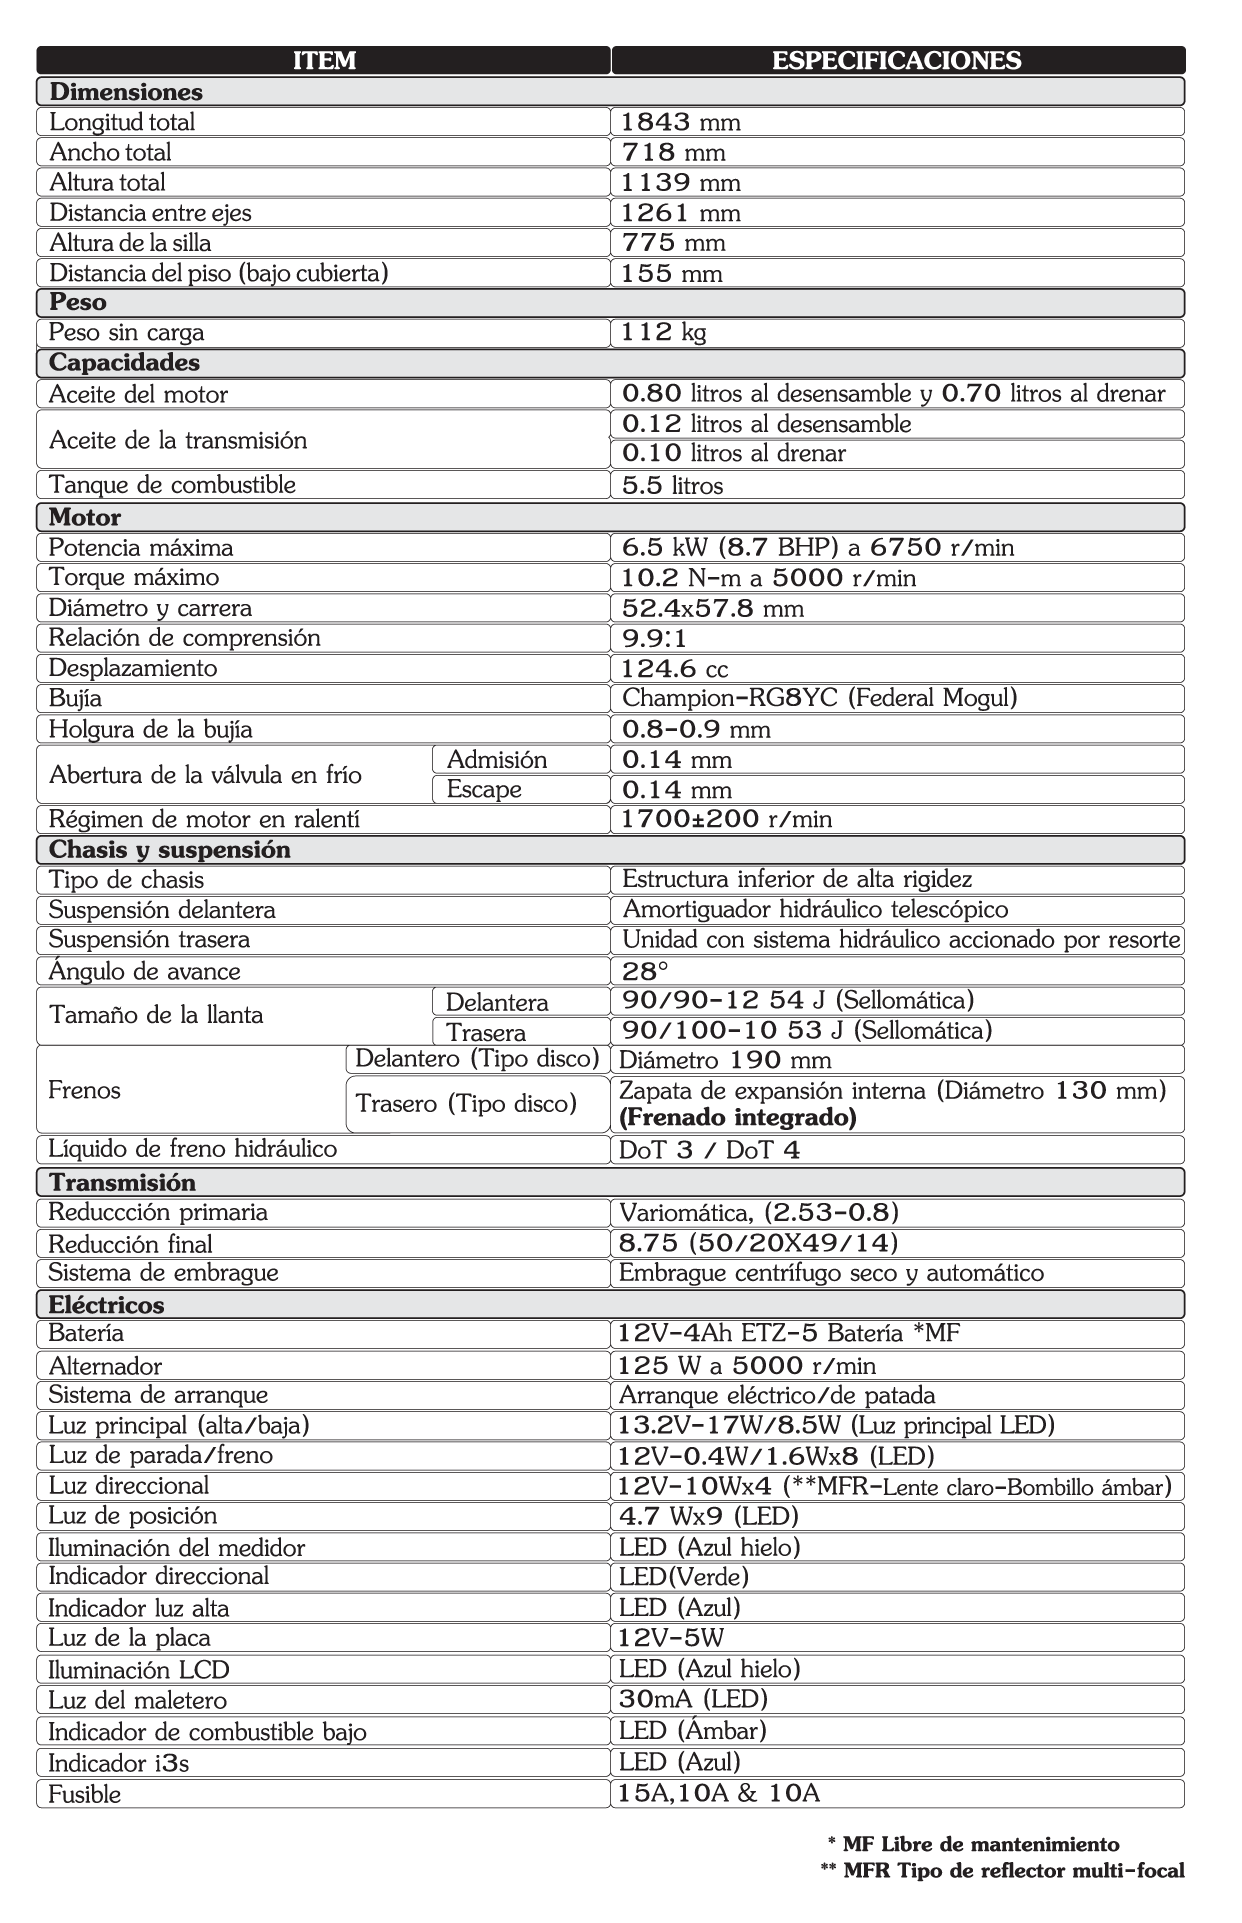 ITEM ESPECIFICACIONES
Dimensiones
Longitud total 1843 mm
Ancho total 718 mm
Altura total 1139 mm
Distancia entre ejes 1261 mm
Altura de la silla 775 mm
Distancia del piso (bajo cubierta) 155 mm
Peso
Peso sin carga 112 kg
Capacidades
Aceite del motor 0.80 litros al desensamble y 0.70 litros al drenar
Aceite de la transmisión 0.12 litros al desensamble
0.10 litros al drenar
Tanque de combustible 5.5 litros
Motor
Potencia máxima 6.5 kW (8.7 BHP) a 6750 r/min
Torque máximo 10.2 N-m a 5000 r/min
Diámetro y carrera 52.4x57.8 mm
Relación de comprensión 9.9:1
Desplazamiento 124.6 cc
Bujía Champion-RG8YC (Federal Mogul)
Holgura de la bujía 0.8-0.9 mm
Abertura de la válvula en frío Admisión 0.14 mm
Escape 0.14 mm
Régimen de motor en ralentí 1700±200 r/min
Chasis y suspensión
Tipo de chasis Estructura inferior de alta rigidez
Suspensión delantera Amortiguador hidráulico telescópico
Suspensión trasera Unidad con sistema hidráulico accionado por resorte
Ángulo de avance 28°
Tamaño de la llanta Delantera 90/90-12 54 J (Sellomática)
Trasera 90/100-10 53 J (Sellomática)
Frenos Delantero (Tipo disco) Diámetro 190 mm
Trasero (Tipo disco) Zapata de expansión interna (Diámetro 130 mm)
(Frenado integrado)
Líquido de freno hidráulico DoT 3 / DoT 4
Transmisión
Reduccción primaria Variomática, (2.53-0.8)
Reducción final 8.75 (50/20X49/14)
Sistema de embrague Embrague centrífugo seco y automático
Eléctricos
Batería 12V-4Ah ETZ-5 Batería *MF
Alternador 125 W a 5000 r/min
Sistema de arranque Arranque eléctrico/de patada
Luz principal (alta/baja) 13.2V-17W/8.5W (Luz principal LED)
Luz de parada/freno 12V-0.4W/1.6Wx8 (LED)
Luz direccional 12V-10Wx4 (**MFR-Lente claro-Bombillo ámbar)
Luz de posición 4.7 Wx9 (LED)
Iluminación del medidor LED (Azul hielo)
Indicador direccional LED(Verde)
Indicador luz alta LED (Azul)
Luz de la placa 12V-5W
Iluminación LCD LED (Azul hielo)
Luz del maletero 30mA (LED)
Indicador de combustible bajo LED (Ámbar)
Indicador i3s LED (Azul)
Fusible 15A,10A & 10A
* MF Libre de mantenimiento
** MFR Tipo de reflector multi-focal